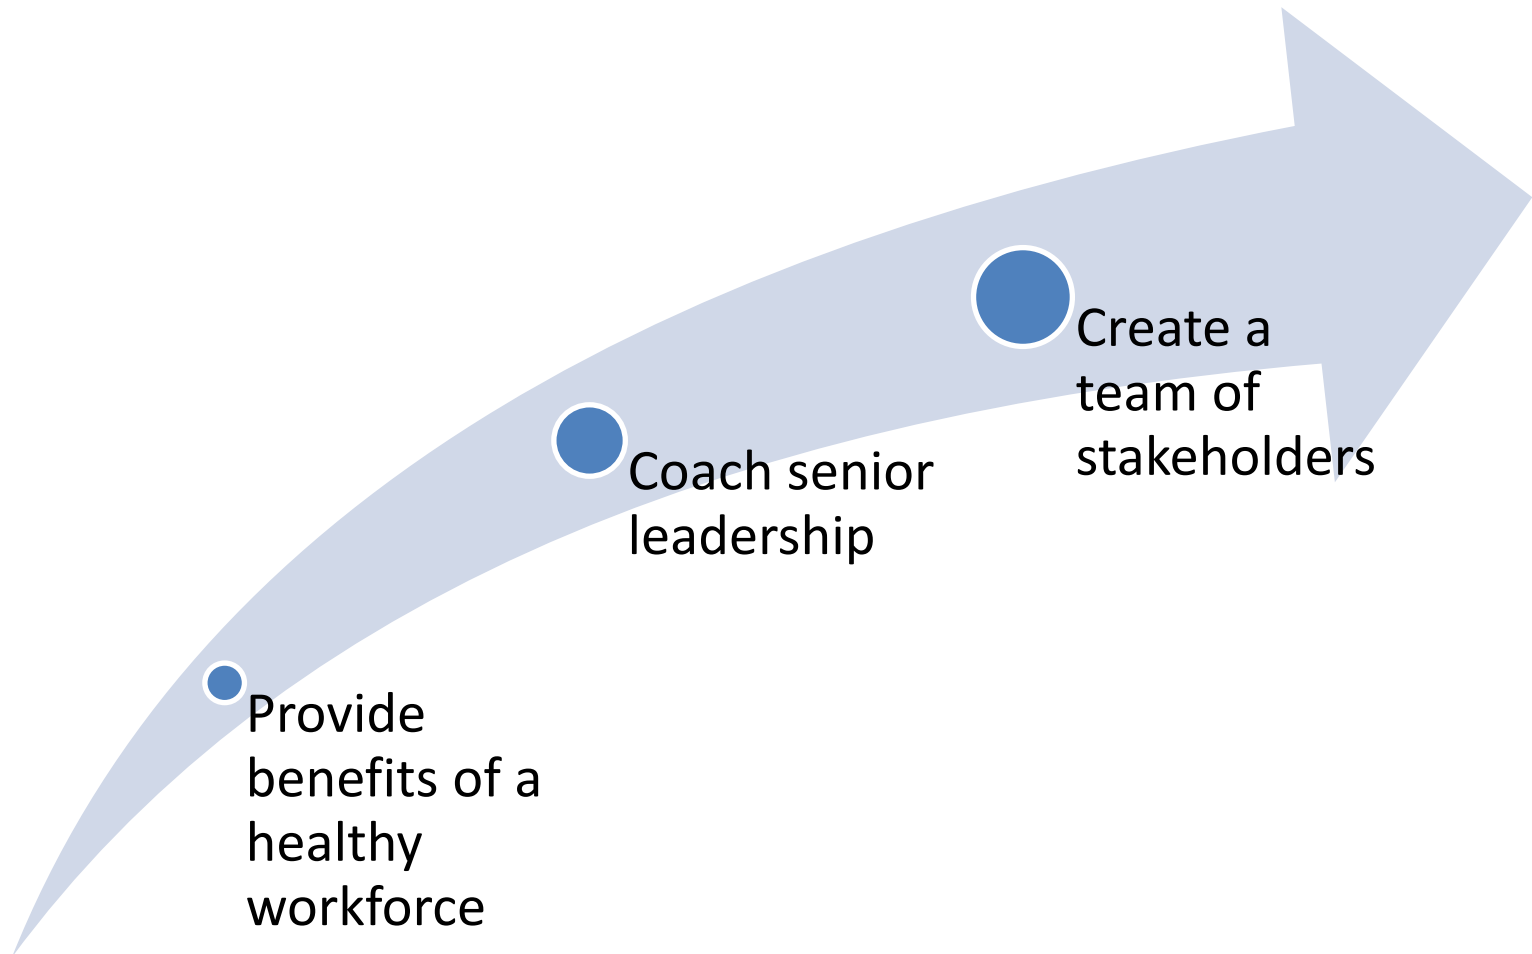 Provide
benefits of a
healthy
workforce
Coach senior
leadership
Create a
team of
stakeholders